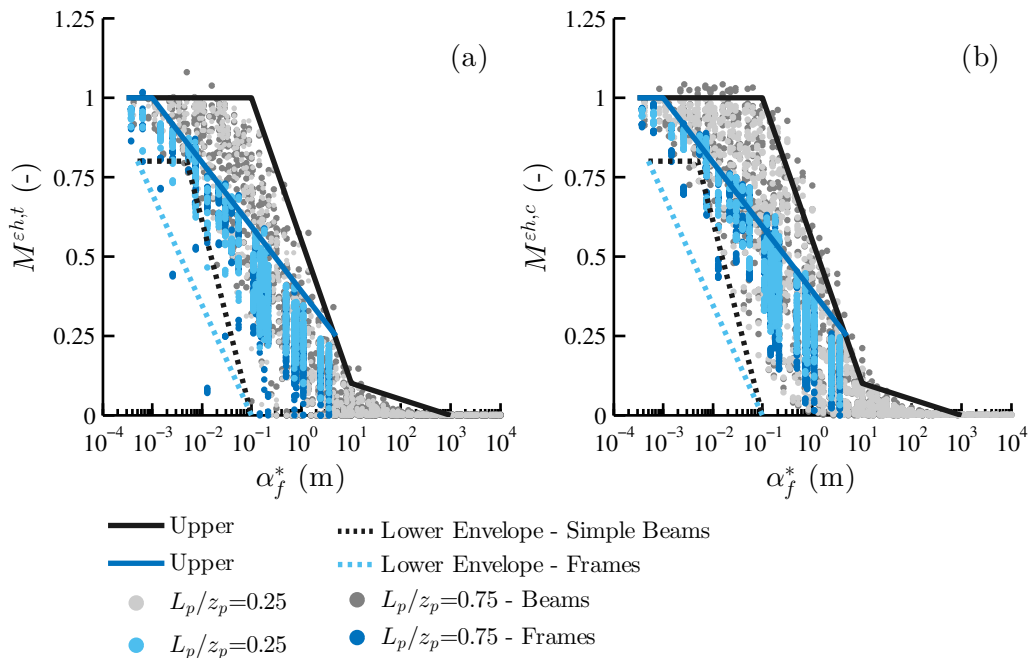 1.25
1
0.75
0.5
0.25
0
M^{εh,t} (-)
(a)
10^{-4} 10^{-3} 10^{-2} 10^{-1} 10^{0} 10^{1} 10^{2} 10^{3} 10^{4}
α_f^* (m)
1.25
1
0.75
0.5
0.25
0
M^{εh,c} (-)
(b)
10^{-4} 10^{-3} 10^{-2} 10^{-1} 10^{0} 10^{1} 10^{2} 10^{3} 10^{4}
α_f^* (m)
Upper
Upper
L_p/z_p=0.25
L_p/z_p=0.25
Lower Envelope - Simple Beams
Lower Envelope - Frames
L_p/z_p=0.75 - Beams
L_p/z_p=0.75 - Frames